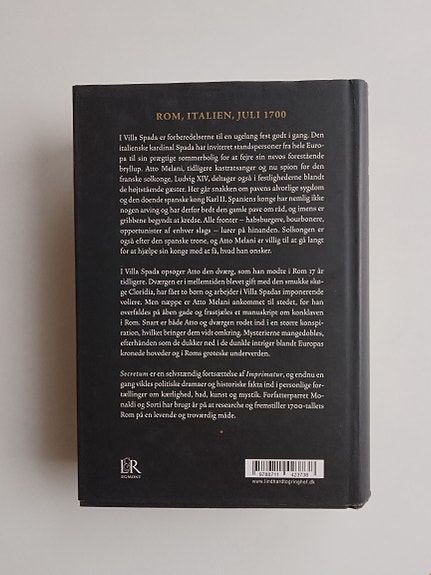 ROM, ITALIEN, JULI 1700
I Villa Spada er forberedelserne til en ugelang fest godt i gang. Den
italienske kardinal Spada har inviteret standspersoner fra hele Euro-
pa til sin prægtige sommerbolig for at fejre sin nevøs forestående
bryllup. Atto Melani, tidligere kastratsanger og nu spion for den
franske solkonge, Ludvig XIV, deltager også i festlighederne blandt
de højtstående gæster. Her går snakken om pavens alvorlige sygdom
og den døende spanske kong Karl II. Spaniens konge har nemlig ikke
nogen arving og har derfor bedt den gamle pave om råd, og imens er
gribbene begyndt at kredse. Alle fronter – habsburgere, bourbonere,
opportunister af enhver slags – lurer på hinanden. Solkongen er
også efter den spanske trone, og Atto Melani er villig til at gå langt
for at hjælpe sin konge med at få, hvad han ønsker.
I Villa Spada opsøger Atto den dværg, som han mødte i Rom 17 år
tidligere. Dværgen er i mellemtiden blevet gift med den smukke skø-
ge Cloridia, har fået to børn og arbejder i Villa Spadas imponerende
voliere. Men næppe er Atto Melani ankommet til stedet, før han
overfaldes på åben gade og frastjæles et manuskript om konklaven
i Rom. Snart er både Atto og dværgen rodet ind i en større konspi-
ration, hvilket bringer dem vidt omkring. Mysterierne mangedobles,
efterhånden som de dukker ned i de dunkle intriger blandt Europas
kronede hoveder og i Roms groteske underverden.
Secretum er en selvstændig fortsættelse af Imprimatur, og endnu en
gang vikles politiske dramaer og historiske fakta ind i personlige for-
tællinger om kærlighed, had, kunst og mystik. Forfatterparret Mo-
naldi og Sorti har brugt år på at researche og fremstiller 1700-tallets
Rom på en levende og troværdig måde.
L&R
EGMONT
9 788711 423738
www.lindhardtogringhof.dk